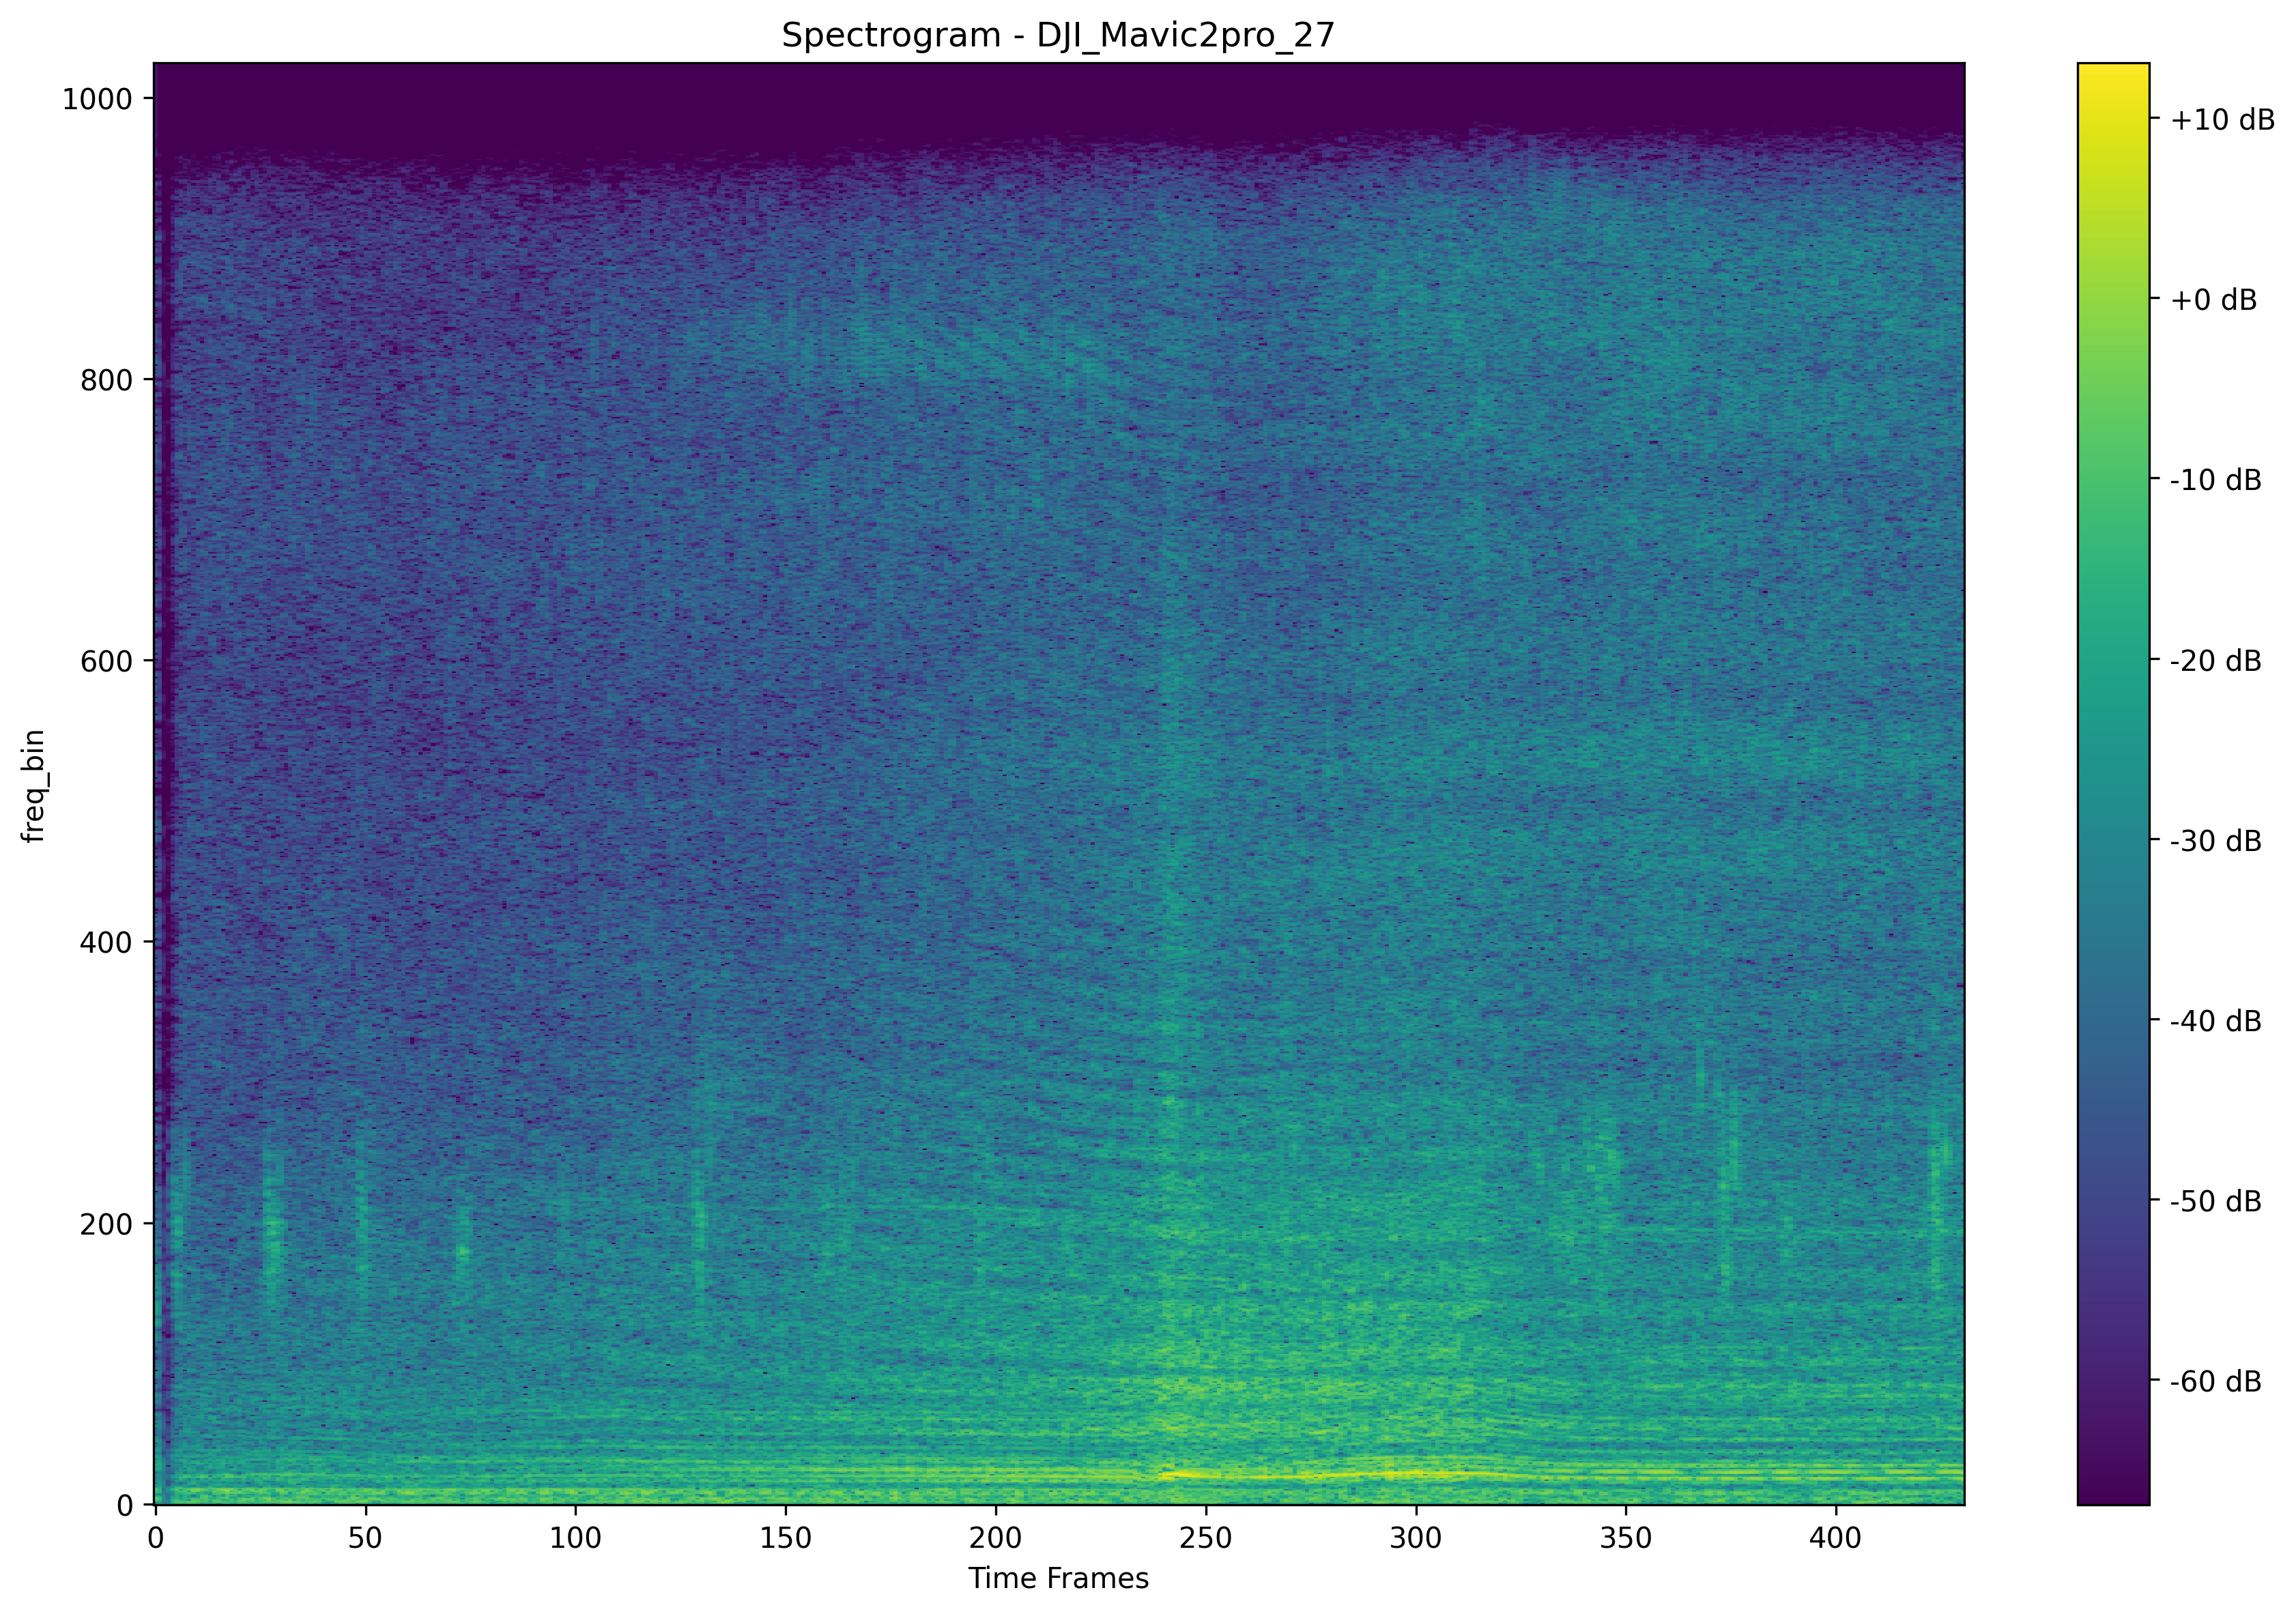 Spectrogram - DJI_Mavic2pro_27
freq_bin
1000
800
600
400
200
0
0 50 100 150 200 250 300 350 400
Time Frames
+10 dB
+0 dB
-10 dB
-20 dB
-30 dB
-40 dB
-50 dB
-60 dB